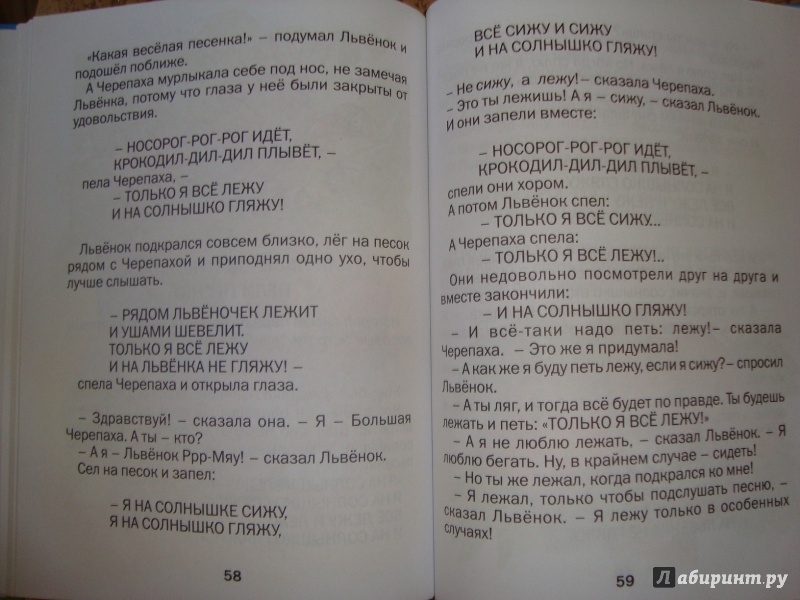 «Какая весёлая песенка!» – подумал Львёнок и
подошёл поближе.
А Черепаха мурлыкала себе под нос, не замечая
Львёнка, потому что глаза у неё были закрыты от
удовольствия.
– НОСОРОГ-РОГ-РОГ ИДЁТ,
КРОКОДИЛ-ДИЛ-ДИЛ ПЛЫВЁТ, –
пела Черепаха, –
– ТОЛЬКО Я ВСЁ ЛЕЖУ
И НА СОЛНЫШКО ГЛЯЖУ!
Львёнок подкрался совсем близко, лёг на песок
рядом с Черепахой и приподнял одно ухо, чтобы
лучше слышать.
– РЯДОМ ЛЬВЁНОЧЕК ЛЕЖИТ
И УШАМИ ШЕВЕЛИТ.
ТОЛЬКО Я ВСЁ ЛЕЖУ
И НА ЛЬВЁНКА НЕ ГЛЯЖУ! –
спела Черепаха и открыла глаза.
– Здравствуй! – сказала она. – Я – Большая
Черепаха. А ты – кто?
– А я – Львёнок Ррр-Мяу! – сказал Львёнок.
Сел на песок и запел:
– Я НА СОЛНЫШКЕ СИЖУ,
Я НА СОЛНЫШКО ГЛЯЖУ,
58
ВСЁ СИЖУ И СИЖУ
И НА СОЛНЫШКО ГЛЯЖУ!
– Не сижу, а лежу! – сказала Черепаха.
– Это ты лежишь! А я – сижу, – сказал Львёнок.
И они запели вместе:
– НОСОРОГ-РОГ-РОГ ИДЁТ,
КРОКОДИЛ-ДИЛ-ДИЛ ПЛЫВЁТ, –
спели они хором.
А потом Львёнок спел:
– ТОЛЬКО Я ВСЁ СИЖУ...
А Черепаха спела:
– ТОЛЬКО Я ВСЁ ЛЕЖУ!..
Они недовольно посмотрели друг на друга и
вместе закончили:
– И НА СОЛНЫШКО ГЛЯЖУ!
– И всё-таки надо петь: лежу! – сказала
Черепаха. – Это же я придумала!
– А как же я буду петь лежу, если я сижу? – спросил
Львёнок.
– А ты ляг, и тогда всё будет по правде. Ты будешь
лежать и петь: «ТОЛЬКО Я ВСЁ ЛЕЖУ!»
– А я не люблю лежать, – сказал Львёнок. – Я
люблю бегать. Ну, в крайнем случае – сидеть!
– Но ты же лежал, когда подкрался ко мне!
– Я лежал, только чтобы подслушать песню, –
сказал Львёнок. – Я лежу только в особенных
случаях!
59
Лабиринт.ру